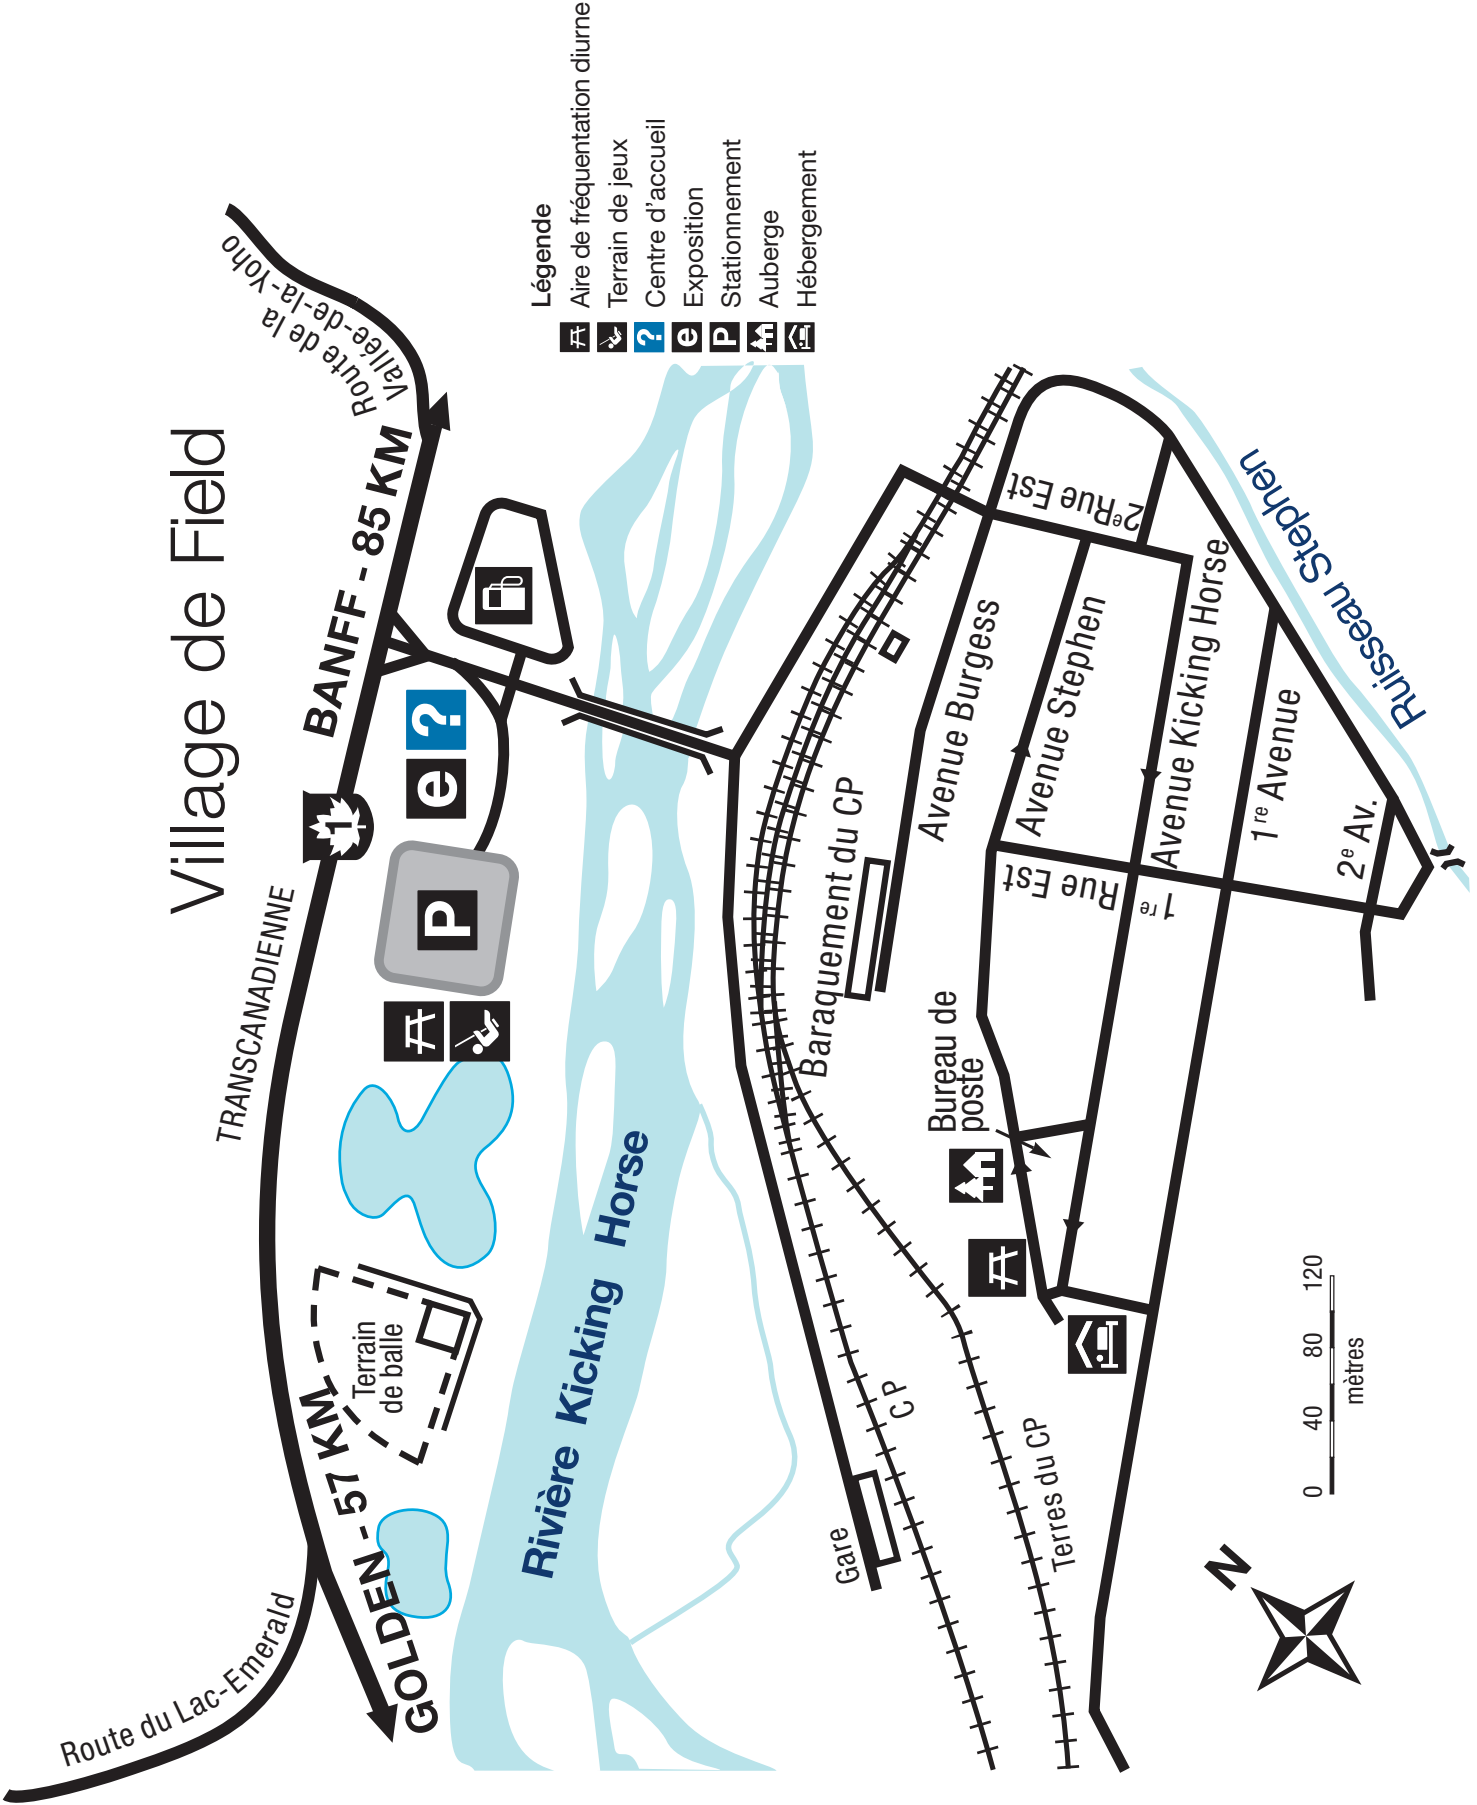 Village de Field
Route de la
Vallée-de-la-Yoho
BANFF - 85 KM
TRANSCANADIENNE
1
e
?
P
Terrain
de balle
GOLDEN - 57 KM
Route du Lac-Emerald
Rivière Kicking Horse
Légende
Aire de fréquentation diurne
Terrain de jeux
? Centre d'accueil
e Exposition
P Stationnement
Auberge
Hébergement
Baraquement du CP
Avenue Burgess
Avenue Stephen
Avenue Kicking Horse
1re Avenue
2e Av.
2e Rue Est
1re Rue Est
Ruisseau Stephen
Bureau de
poste
Gare
CP
Terres du CP
0 40 80 120
mètres
N